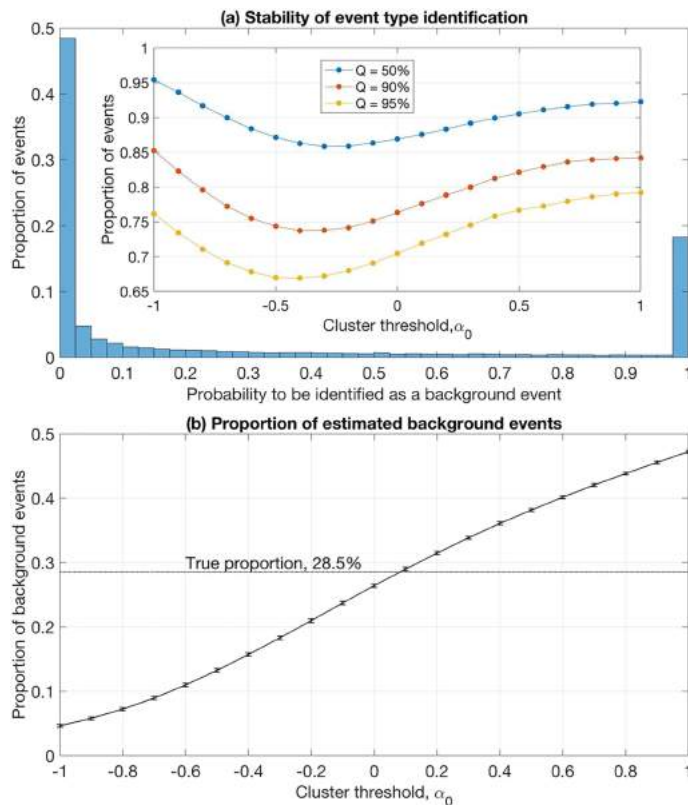 (a) Stability of event type identification
0.5
0.4
0.3
0.2
0.1
0
Proportion of events
1
0.95
0.9
0.85
0.8
0.75
0.7
0.65
Proportion of events
Q = 50%
Q = 90%
Q = 95%
-1 -0.5 0 0.5 1
Cluster threshold,α0
0 0.1 0.2 0.3 0.4 0.5 0.6 0.7 0.8 0.9 1
Probability to be identified as a background event
(b) Proportion of estimated background events
0.5
0.4
0.3
0.2
0.1
0
Proportion of background events
True proportion, 28.5%
-1 -0.8 -0.6 -0.4 -0.2 0 0.2 0.4 0.6 0.8 1
Cluster threshold, α0